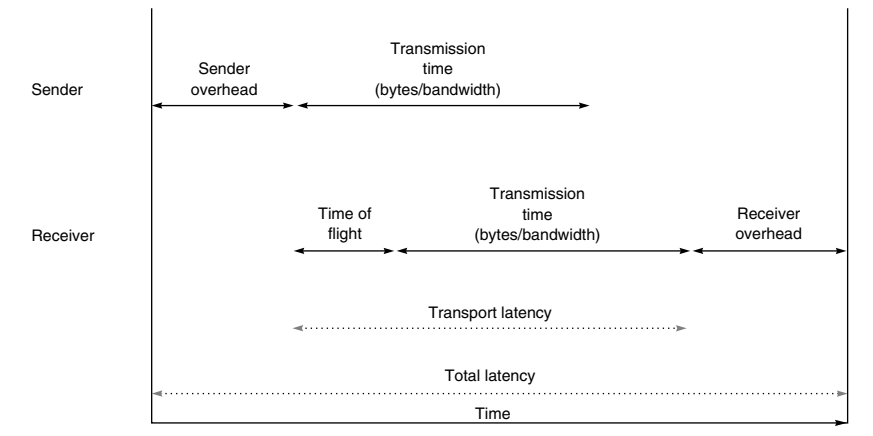 Sender
Sender
overhead
Transmission
time
(bytes/bandwidth)
Receiver
Time of
flight
Transmission
time
(bytes/bandwidth)
Receiver
overhead
Transport latency
Total latency
Time